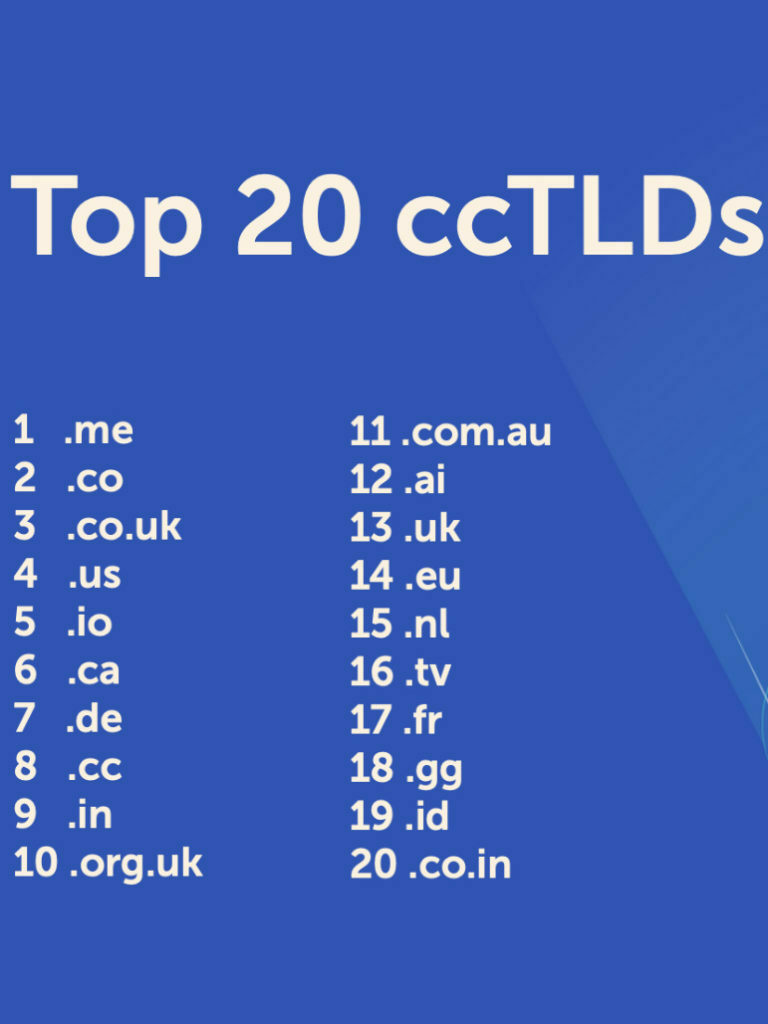 Top 20 ccTLDs
1 .me
2 .co
3 .co.uk
4 .us
5 .io
6 .ca
7 .de
8 .cc
9 .in
10 .org.uk
11 .com.au
12 .ai
13 .uk
14 .eu
15 .nl
16 .tv
17 .fr
18 .gg
19 .id
20 .co.in